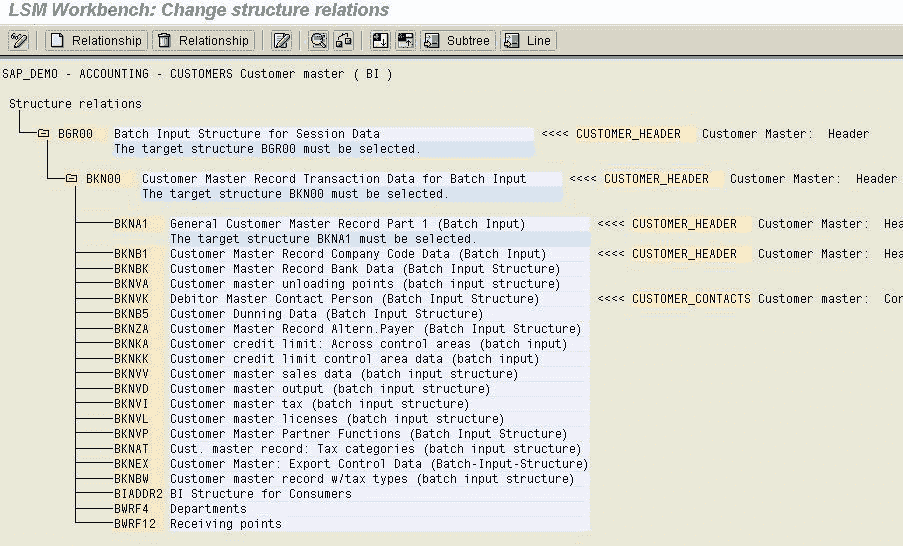 LSM Workbench: Change structure relations
Relationship Relationship Subtree Line
SAP_DEMO - ACCOUNTING - CUSTOMERS Customer master ( BI )
Structure relations
BGR00 Batch Input Structure for Session Data <<<< CUSTOMER_HEADER Customer Master: Header
The target structure BGR00 must be selected.
BKN00 Customer Master Record Transaction Data for Batch Input <<<< CUSTOMER_HEADER Customer Master: Header
The target structure BKN00 must be selected.
BKNA1 General Customer Master Record Part 1 (Batch Input) <<<< CUSTOMER_HEADER Customer Master: Hea
The target structure BKNA1 must be selected.
BKNB1 Customer Master Record Company Code Data (Batch Input) <<<< CUSTOMER_HEADER Customer Master: Hea
BKNBK Customer Master Record Bank Data (Batch Input Structure)
BKNVA Customer master unloading points (batch input structure)
BKNVK Debitor Master Contact Person (Batch Input Structure) <<<< CUSTOMER_CONTACTS Customer master: Con
BKNB5 Customer Dunning Data (Batch Input Structure)
BKNZA Customer Master Record Altern.Payer (Batch Input Structure)
BKNKA Customer credit limit: Across control areas (batch input)
BKNKK Customer credit limit control area data (batch input)
BKNVV Customer master sales data (batch input structure)
BKNVD Customer master output (batch input structure)
BKNVI Customer master tax (batch input structure)
BKNVL Customer master licenses (batch input structure)
BKNVP Customer Master Partner Functions (Batch Input Structure)
BKNAT Cust. master record: Tax categories (batch input structure)
BKNEX Customer Master: Export Control Data (Batch-Input-Structure)
BKNBW Customer master record w/tax types (batch input structure)
BIADDR2 BI Structure for Consumers
BWRF4 Departments
BWRF12 Receiving points